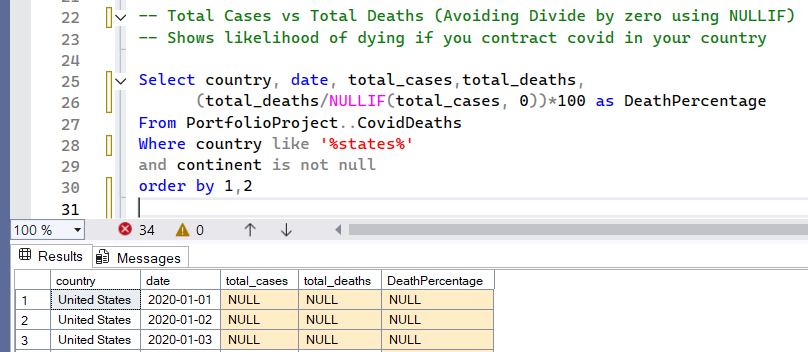 22 -- Total Cases vs Total Deaths (Avoiding Divide by zero using NULLIF)
23 -- Shows likelihood of dying if you contract covid in your country
24
25 Select country, date, total_cases,total_deaths,
26 (total_deaths/NULLIF(total_cases, 0))*100 as DeathPercentage
27 From PortfolioProject..CovidDeaths
28 Where country like '%states%'
29 and continent is not null
30 order by 1,2
31
100 % 34 0
Results Messages
country date total_cases total_deaths DeathPercentage
1 United States 2020-01-01 NULL NULL NULL
2 United States 2020-01-02 NULL NULL NULL
3 United States 2020-01-03 NULL NULL NULL